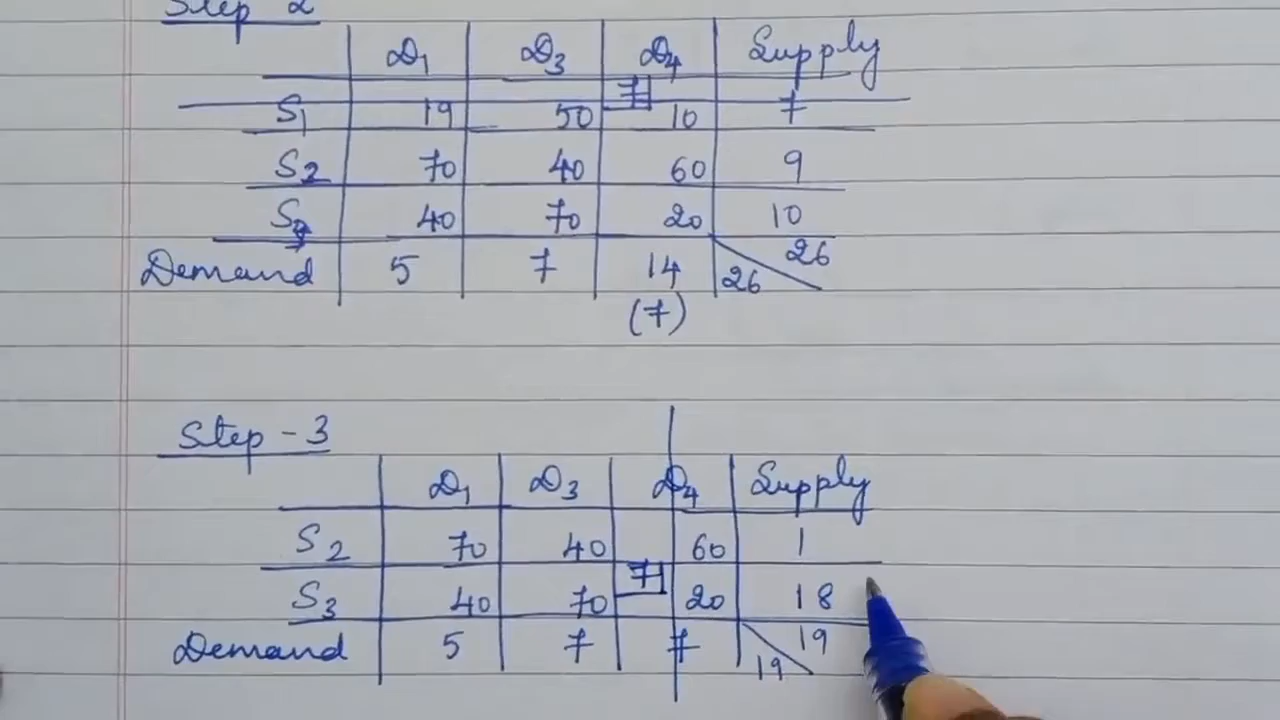 Step 2
D1 D3 D4 Supply
7
S1 19 50 10 7
S2 70 40 60 9
S3 40 70 20 10
Demand 5 7 14 26 26
(7)
Step - 3
D1 D3 D4 Supply
S2 70 40 60 1
7
S3 40 70 20 18
Demand 5 7 7 19 19